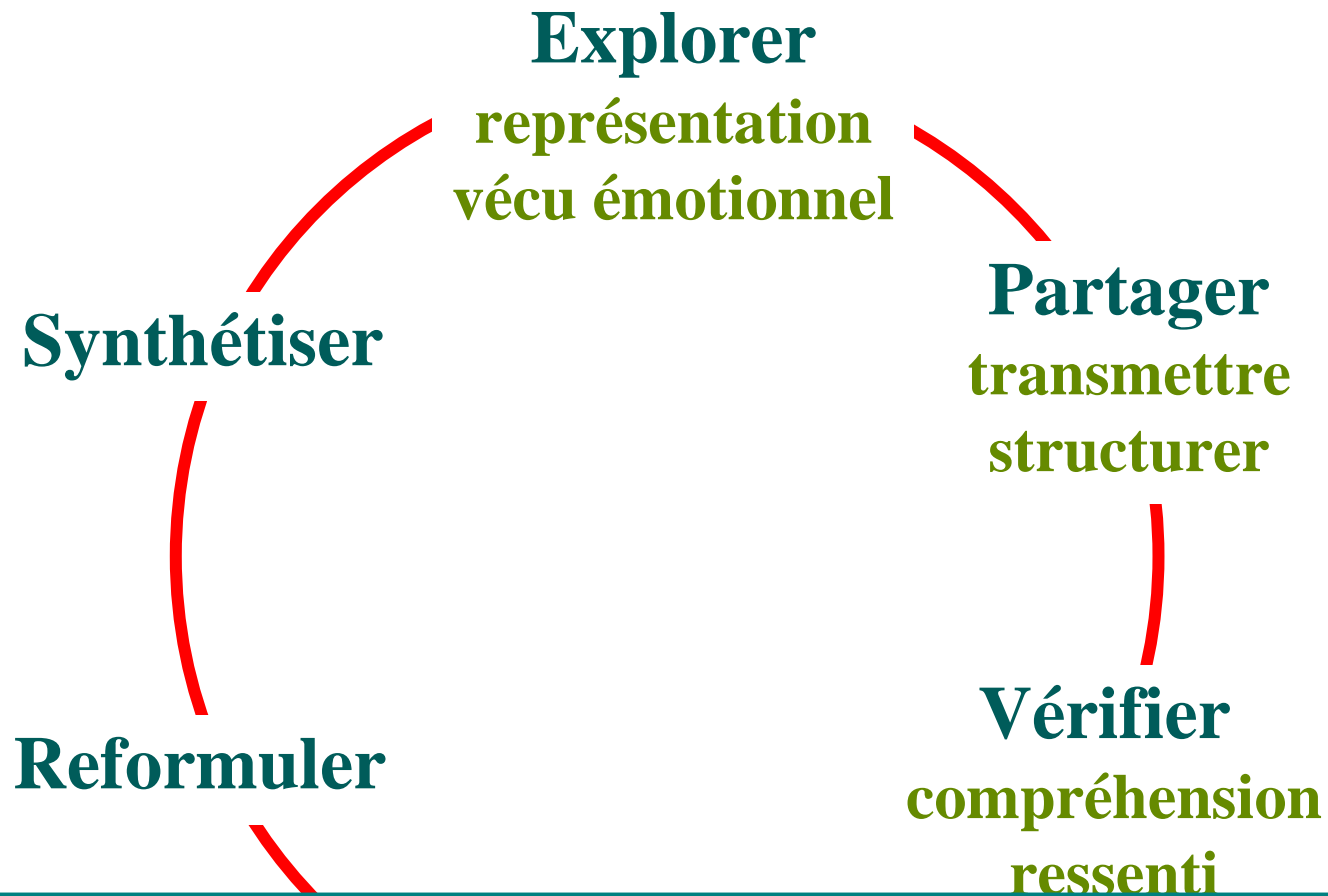 Explorer
représentation
vécu émotionnel
Partager
transmettre
structurer
Vérifier
compréhension
ressenti
Reformuler
Synthétiser